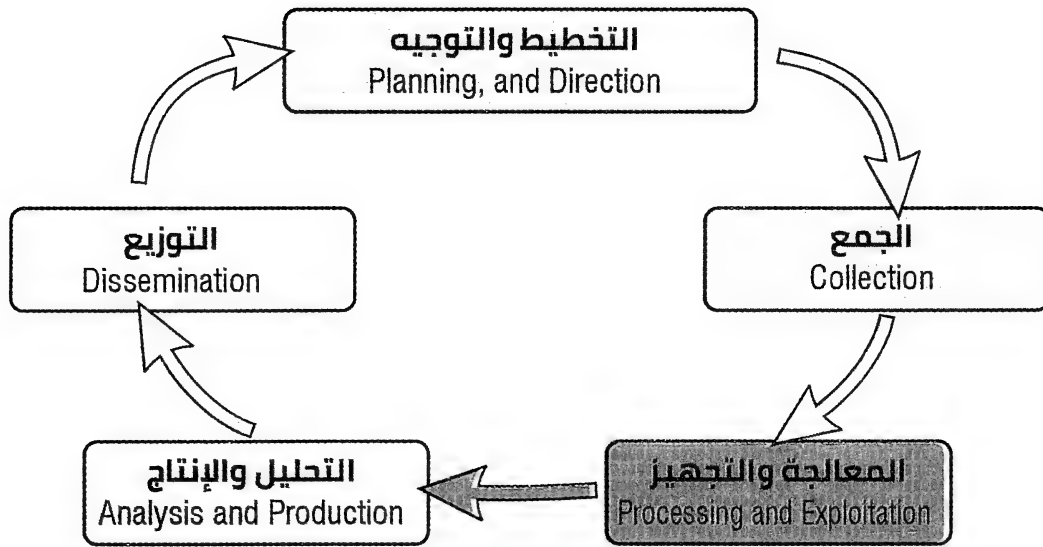 التخطيط والتوجيه
Planning, and Direction
الجمع
Collection
المعالجة والتجهيز
Processing and Exploitation
التحليل والإنتاج
Analysis and Production
التوزيع
Dissemination